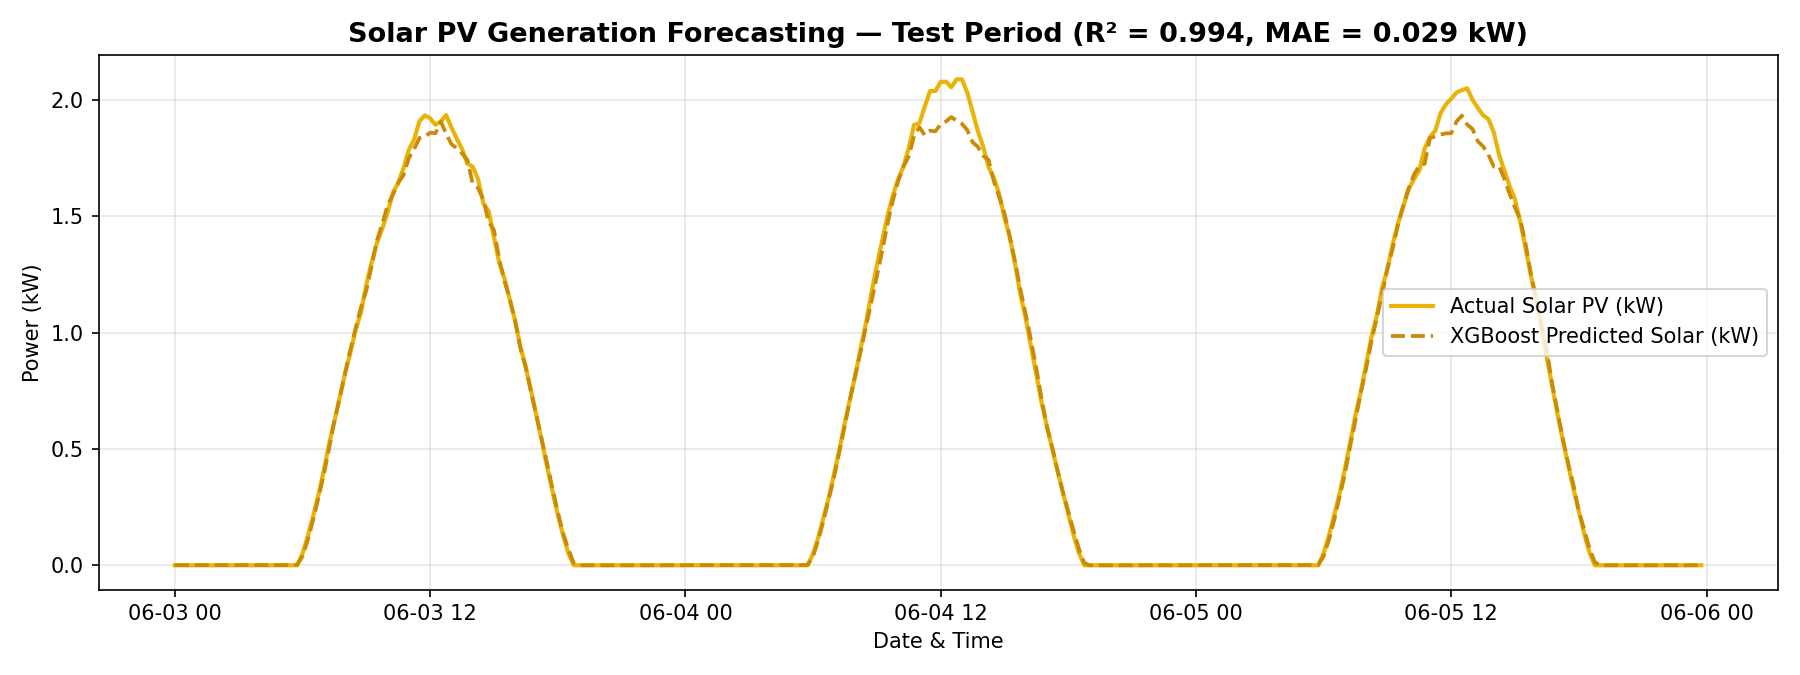 Solar PV Generation Forecasting — Test Period (R² = 0.994, MAE = 0.029 kW)
Power (kW)
2.0
1.5
1.0
0.5
0.0
Actual Solar PV (kW)
XGBoost Predicted Solar (kW)
06-03 00 06-03 12 06-04 00 06-04 12 06-05 00 06-05 12 06-06 00
Date & Time